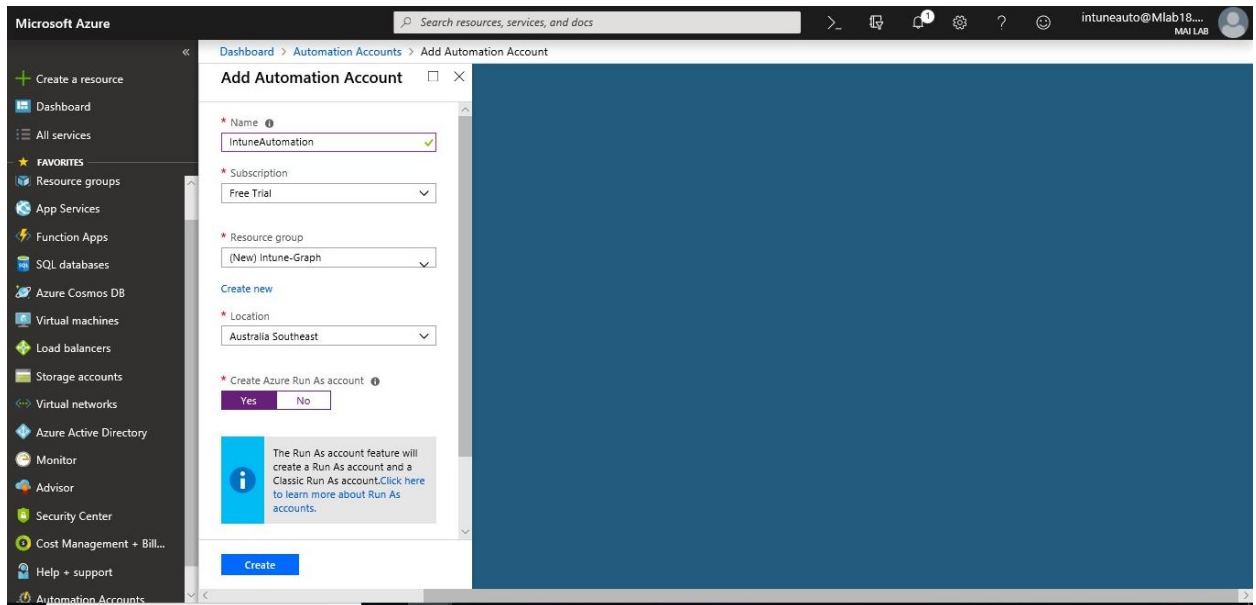 Microsoft Azure
Search resources, services, and docs
1
intuneauto@Mlab18....
MAI LAB
Dashboard > Automation Accounts > Add Automation Account
Create a resource
Dashboard
All services
FAVORITES
Resource groups
App Services
Function Apps
SQL databases
Azure Cosmos DB
Virtual machines
Load balancers
Storage accounts
Virtual networks
Azure Active Directory
Monitor
Advisor
Security Center
Cost Management + Bill...
Help + support
Automation Accounts
Add Automation Account
* Name
IntuneAutomation
* Subscription
Free Trial
* Resource group
(New) Intune-Graph
Create new
* Location
Australia Southeast
* Create Azure Run As account
Yes No
The Run As account feature will
create a Run As account and a
Classic Run As account.Click here
to learn more about Run As
accounts.
Create